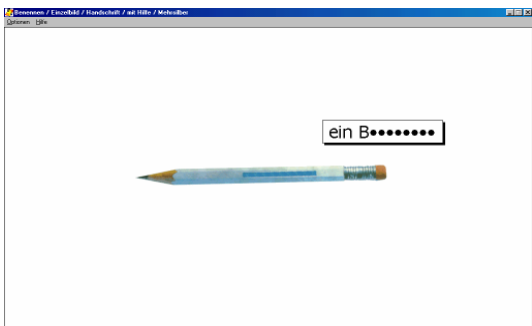 Benennen / Einzelbild / Handschrift / mit Hilfe / Mehrsilber
Optionen Hilfe
ein B●●●●●●●●